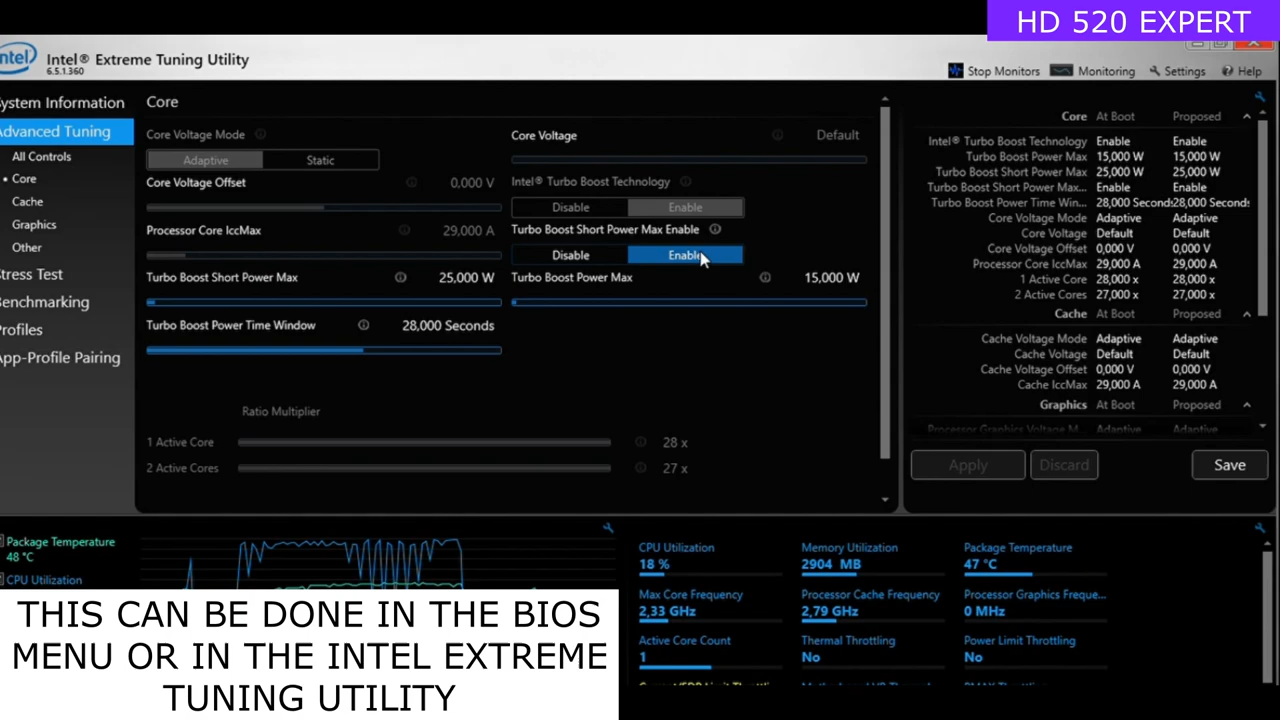 HD 520 EXPERT
intel
Intel® Extreme Tuning Utility
6.5.1.360
Stop Monitors
Monitoring
Settings
Help
System Information
Advanced Tuning
All Controls
Core
Cache
Graphics
Other
Stress Test
Benchmarking
Profiles
App-Profile Pairing
Core
Core Voltage Mode
Adaptive Static
Core Voltage Default
Core Voltage Offset 0,000 V
Intel® Turbo Boost Technology
Disable Enable
Processor Core IccMax 29,000 A
Turbo Boost Short Power Max Enable
Disable Enable
Turbo Boost Short Power Max 25,000 W
Turbo Boost Power Max 15,000 W
Turbo Boost Power Time Window 28,000 Seconds
Ratio Multiplier
1 Active Core 28 x
2 Active Cores 27 x
Core At Boot Proposed
Intel® Turbo Boost Technology Enable Enable
Turbo Boost Power Max 15,000 W 15,000 W
Turbo Boost Short Power Max 25,000 W 25,000 W
Turbo Boost Short Power Max... Enable Enable
Turbo Boost Power Time Win... 28,000 Seconds 28,000 Seconds
Core Voltage Mode Adaptive Adaptive
Core Voltage Default Default
Core Voltage Offset 0,000 V 0,000 V
Processor Core IccMax 29,000 A 29,000 A
1 Active Core 28,000 x 28,000 x
2 Active Cores 27,000 x 27,000 x
Cache At Boot Proposed
Cache Voltage Mode Adaptive Adaptive
Cache Voltage Default Default
Cache Voltage Offset 0,000 V 0,000 V
Cache IccMax 29,000 A 29,000 A
Graphics At Boot Proposed
Processor Graphics Voltage M... Adaptive Adaptive
Apply Discard Save
Package Temperature
48 °C
CPU Utilization
CPU Utilization
18 %
Memory Utilization
2904 MB
Package Temperature
47 °C
Max Core Frequency
2,33 GHz
Processor Cache Frequency
2,79 GHz
Processor Graphics Freque...
0 MHz
Active Core Count
1
Thermal Throttling
No
Power Limit Throttling
No
THIS CAN BE DONE IN THE BIOS
MENU OR IN THE INTEL EXTREME
TUNING UTILITY